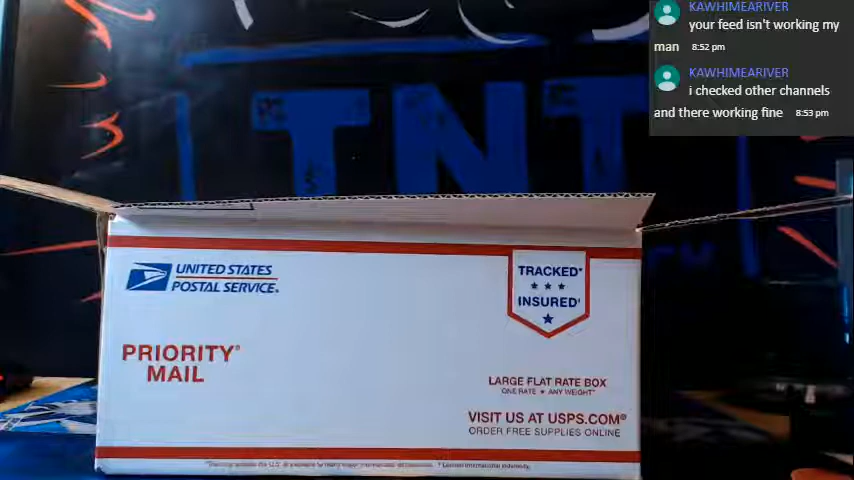 KAWHIMEARIVER
your feed isn't working my
man 8:52 pm
KAWHIMEARIVER
i checked other channels
and there working fine 8:53 pm
TNT
UNITED STATES
POSTAL SERVICE®
TRACKED*
INSURED†
PRIORITY®
MAIL
LARGE FLAT RATE BOX
ONE RATE ★ ANY WEIGHT*
VISIT US AT USPS.COM®
ORDER FREE SUPPLIES ONLINE